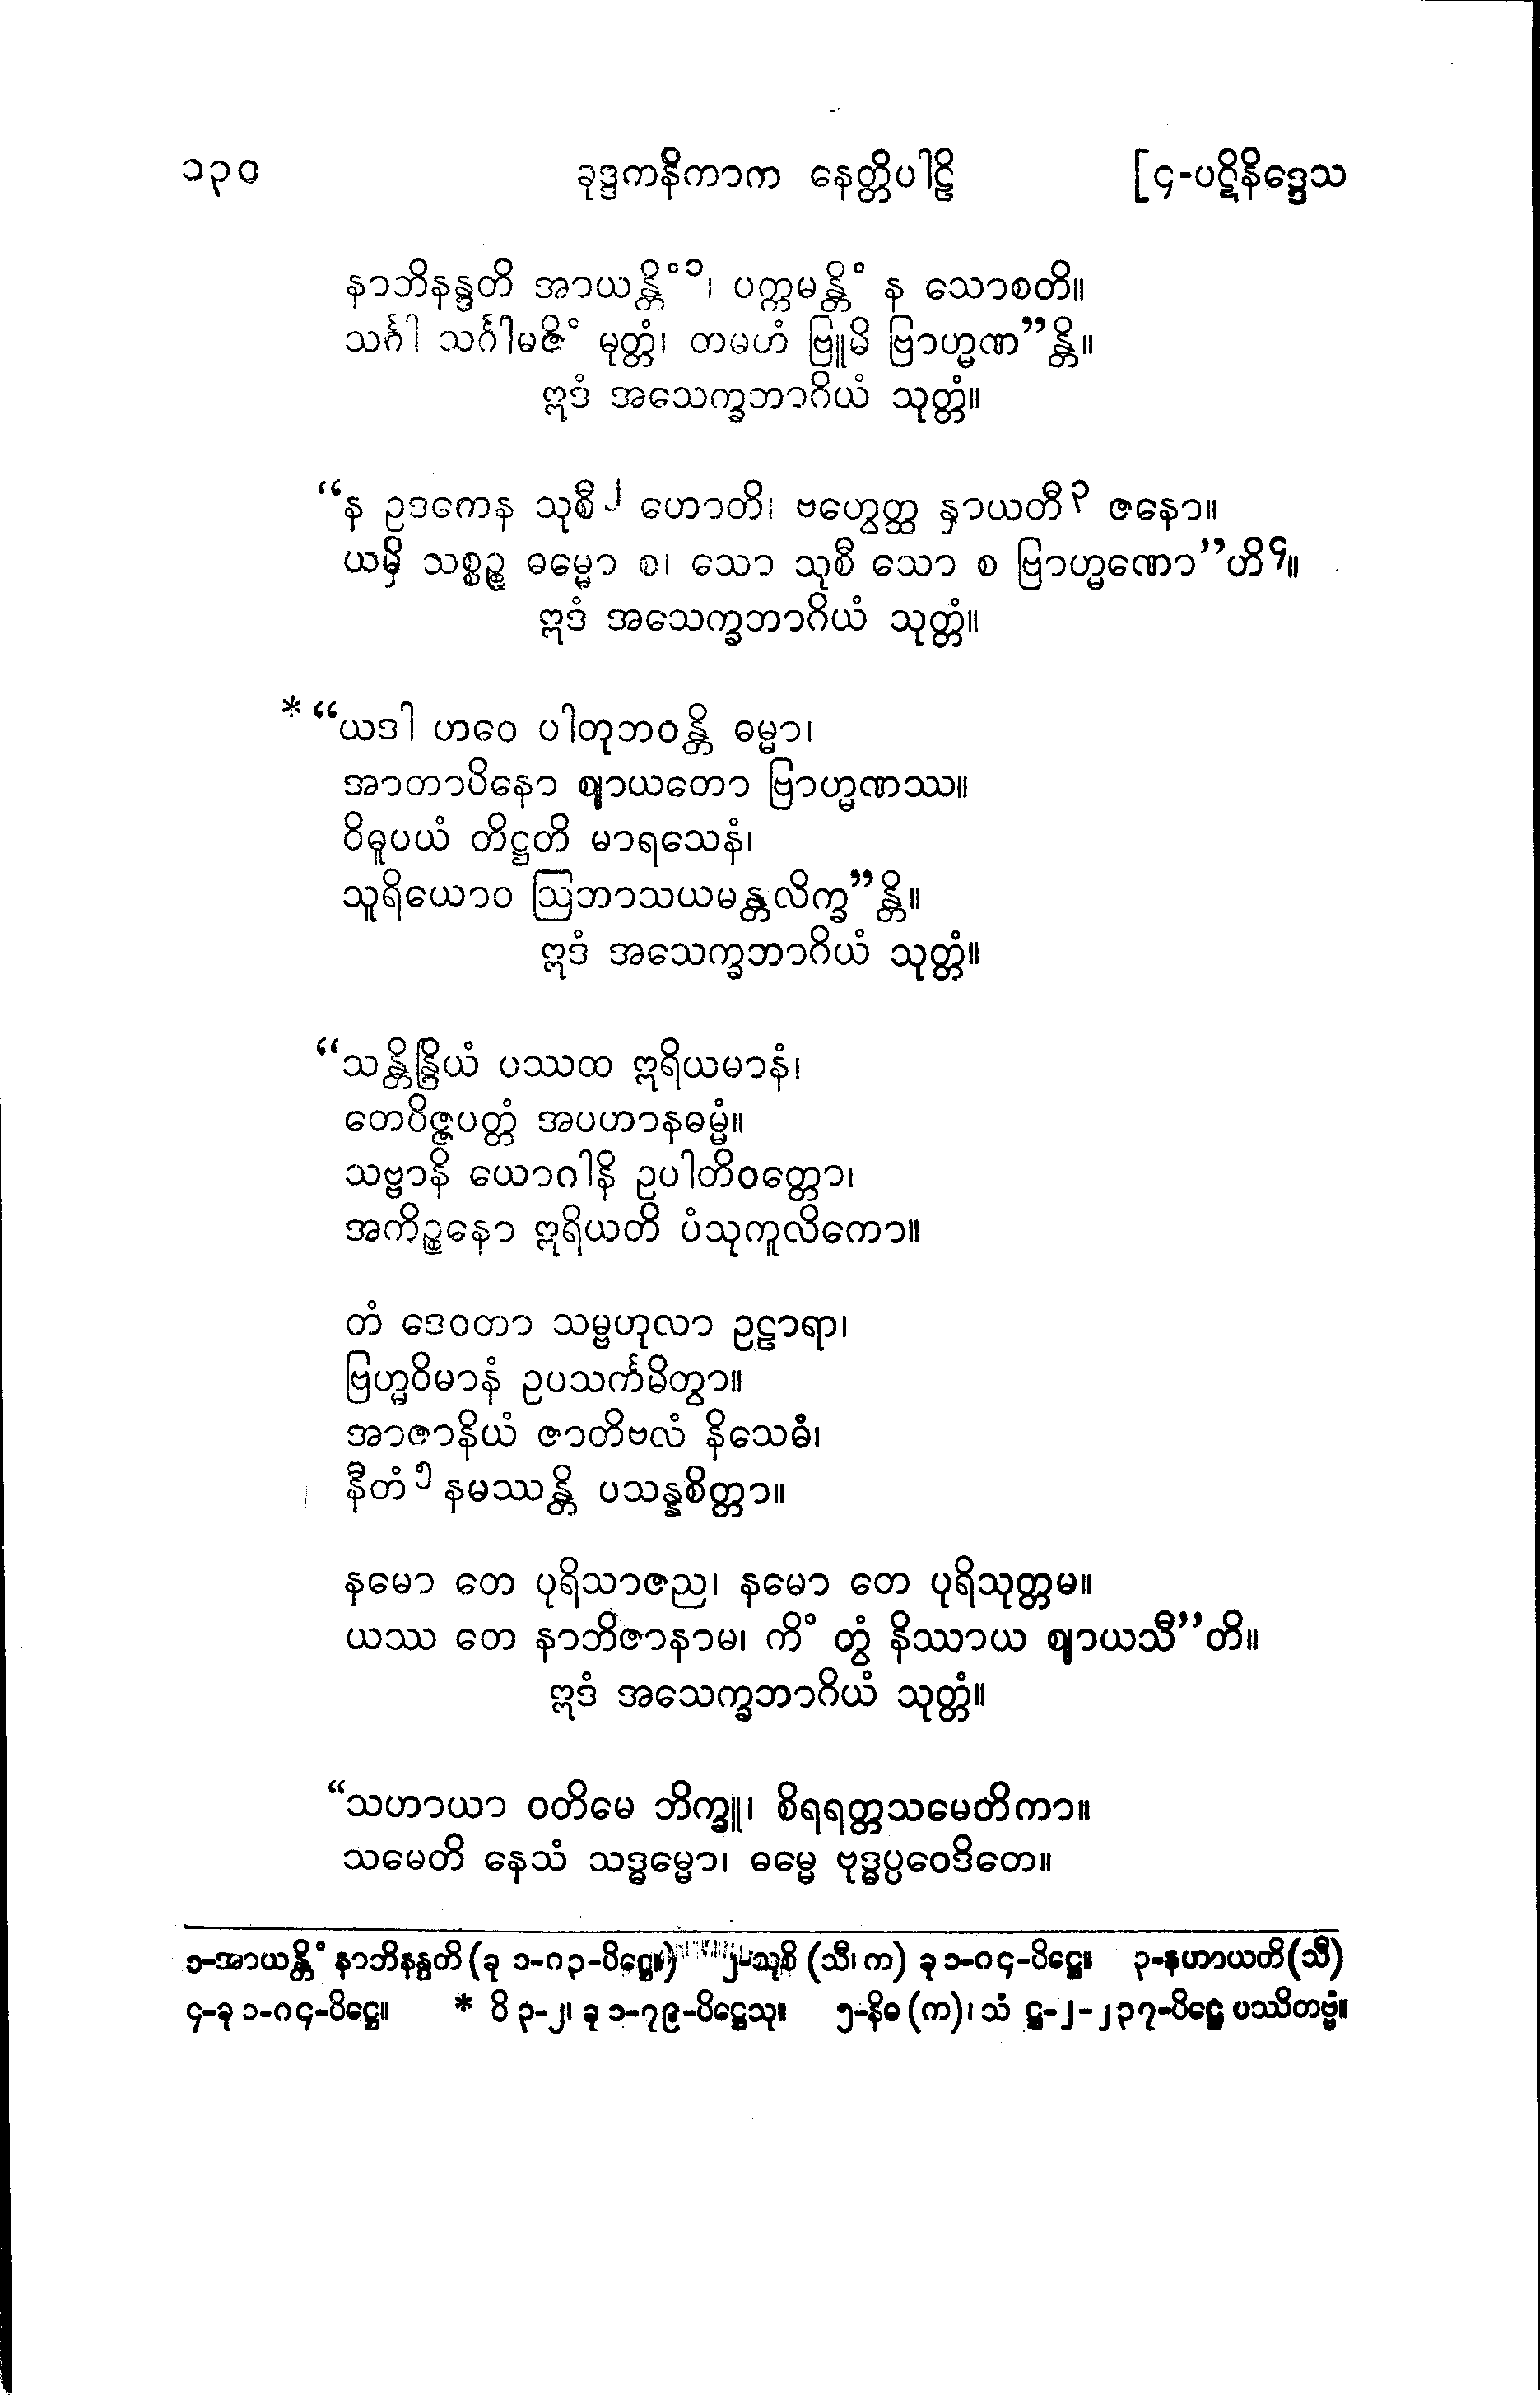 ၁၃၀ ခုဒ္ဒကနိကာက နေတ္တိပါဠိ [၄-ပဋိနိဒ္ဒေသ
နာဘိနန္ဒတိ အာယန္တိံ၁၊ ပက္ကမန္တိံ န သောစတိ။
သင်္ဂါ သင်္ဂါမဇိံ မုတ္တံ၊ တမဟံ ဗြူမိ ဗြာဟ္မဏ”န္တိ။
ဣဒံ အသေက္ခဘာဂိယံ သုတ္တံ။
“န ဥဒကေန သုစီ၂ ဟောတိ၊ ဗဟွေတ္ထ နှာယတီ၃ ဇနော။
ယမှိ သစ္စဉ္စ ဓမ္မော စ၊ သော သုစီ သော စ ဗြာဟ္မဏော”တိ၄။
ဣဒံ အသေက္ခဘာဂိယံ သုတ္တံ။
* “ယဒါ ဟဝေ ပါတုဘဝန္တိ ဓမ္မာ၊
အာတာပိနော ဈာယတော ဗြာဟ္မဏဿ။
ဝိဓူပယံ တိဋ္ဌတိ မာရသေနံ၊
သူရိယောဝ ဩဘာသယမန္တလိက္ခ”န္တိ။
ဣဒံ အသေက္ခဘာဂိယံ သုတ္တံ။
“သန္တိန္ဒြိယံ ပဿထ ဣရိယမာနံ၊
တေဝိဇ္ဇပတ္တံ အပဟာနဓမ္မံ။
သဗ္ဗာနိ ယောဂါနိ ဥပါတိဝတ္တော၊
အကိဉ္စနော ဣရိယတိ ပံသုကူလိကော။
တံ ဒေဝတာ သမ္ဗဟုလာ ဥဠာရာ၊
ဗြဟ္မဝိမာနံ ဥပသင်္ကမိတွာ။
အာဇာနိယံ ဇာတိဗလံ နိသေဓံ၊
နီတံ၅ နမဿန္တိ ပသန္နစိတ္တာ။
နမော တေ ပုရိသာဇည၊ နမော တေ ပုရိသုတ္တမ။
ယဿ တေ နာဘိဇာနာမ၊ ကိံ တွံ နိဿာယ ဈာယသီ”တိ။
ဣဒံ အသေက္ခဘာဂိယံ သုတ္တံ။
“သဟာယာ ဝတိမေ ဘိက္ခူ၊ စိရရတ္တသမေတိကာ။
သမေတိ နေသံ သဒ္ဓမ္မော၊ ဓမ္မေ ဗုဒ္ဓပ္ပဝေဒိတေ။
၁-အာယန္တိံ နာဘိနန္ဒတိ (ခု ၁-၈၃-ပိဋ္ဌေ။) ၂-သုစိ (သီ၊ က) ခု ၁-၈၄-ပိဋ္ဌေ။ ၃-နဟာယတိ (သီ)
၄-ခု ၁-၈၄-ပိဋ္ဌေ။ * ဝိ ၃-၂၊ ခု ၁-၇၉-ပိဋ္ဌေသု။ ၅-နိဓ (က)၊ သံ ဋ္ဌ-၂-၂၃၇-ပိဋ္ဌေ ပဿိတဗ္ဗံ။